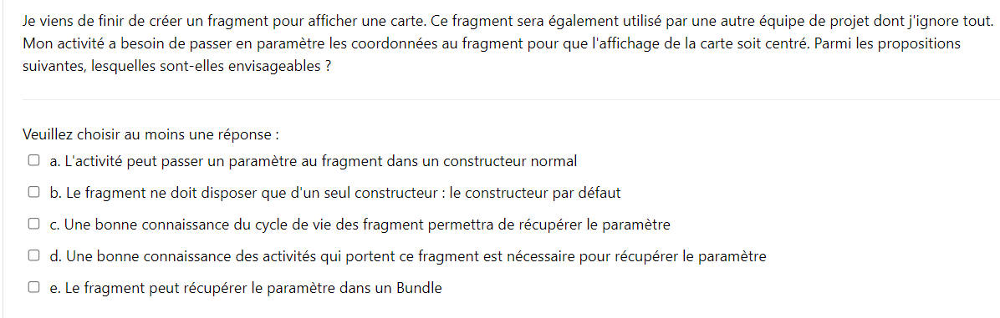 Je viens de finir de créer un fragment pour afficher une carte. Ce fragment sera également utilisé par une autre équipe de projet dont j'ignore tout.
Mon activité a besoin de passer en paramètre les coordonnées au fragment pour que l'affichage de la carte soit centré. Parmi les propositions
suivantes, lesquelles sont-elles envisageables ?
Veuillez choisir au moins une réponse :
a. L'activité peut passer un paramètre au fragment dans un constructeur normal
b. Le fragment ne doit disposer que d'un seul constructeur : le constructeur par défaut
c. Une bonne connaissance du cycle de vie des fragment permettra de récupérer le paramètre
d. Une bonne connaissance des activités qui portent ce fragment est nécessaire pour récupérer le paramètre
e. Le fragment peut récupérer le paramètre dans un Bundle